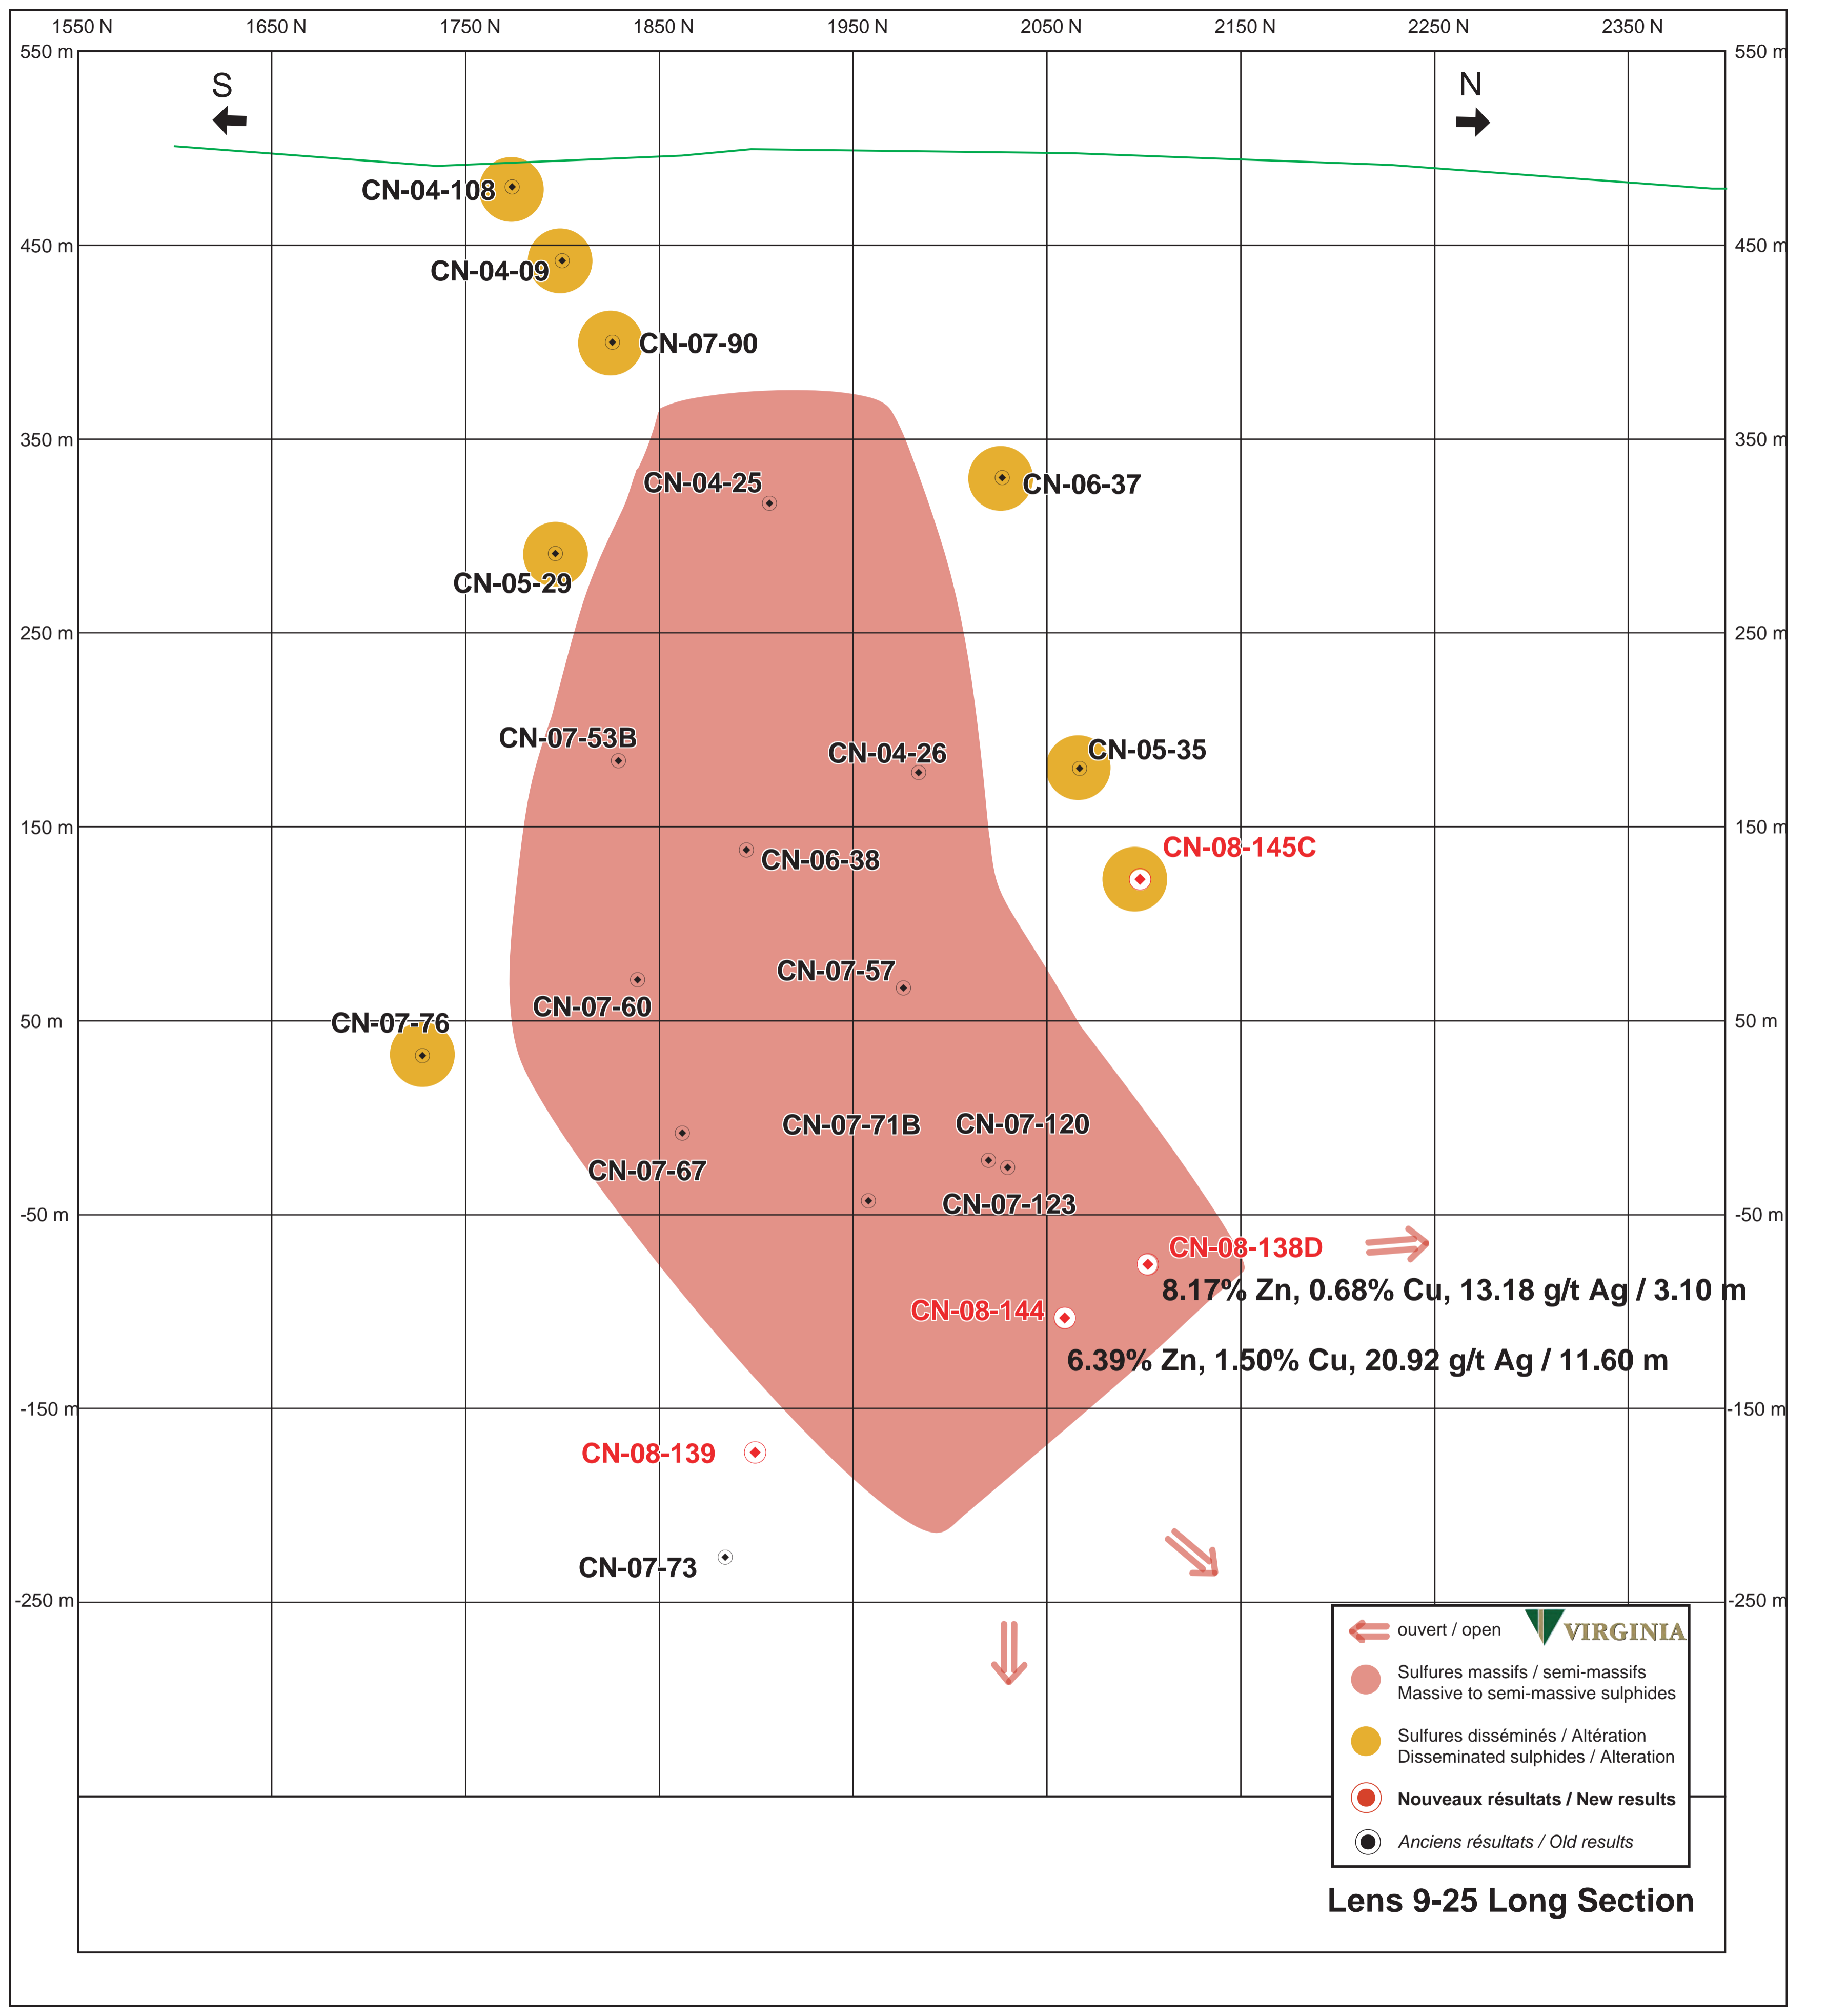 1550 N 1650 N 1750 N 1850 N 1950 N 2050 N 2150 N 2250 N 2350 N
550 m 550 m
S N
CN-04-108
450 m 450 m
CN-04-09
CN-07-90
350 m 350 m
CN-04-25
CN-06-37
CN-05-29
250 m 250 m
CN-07-53B
CN-04-26
CN-05-35
150 m 150 m
CN-08-145C
CN-06-38
CN-07-57
CN-07-60
50 m 50 m
CN-07-76
CN-07-71B
CN-07-120
CN-07-67
CN-07-123
-50 m -50 m
CN-08-138D
8.17% Zn, 0.68% Cu, 13.18 g/t Ag / 3.10 m
CN-08-144
6.39% Zn, 1.50% Cu, 20.92 g/t Ag / 11.60 m
-150 m -150 m
CN-08-139
CN-07-73
-250 m -250 m
ouvert / open
VIRGINIA
Sulfures massifs / semi-massifs
Massive to semi-massive sulphides
Sulfures disséminés / Altération
Disseminated sulphides / Alteration
Nouveaux résultats / New results
Anciens résultats / Old results
Lens 9-25 Long Section